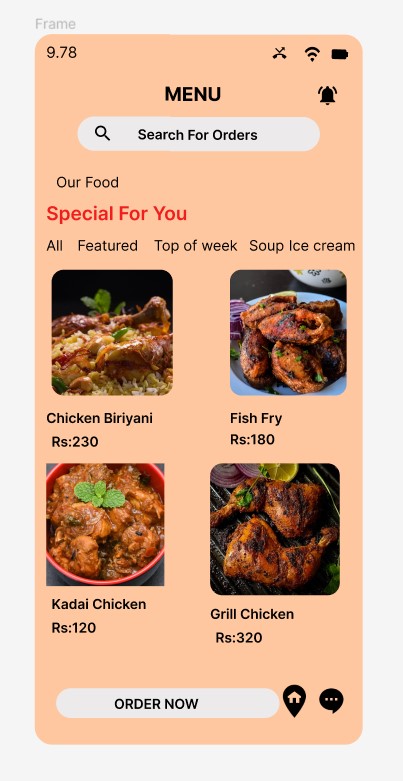 Frame
9.78
MENU
Search For Orders
Our Food
Special For You
All Featured Top of week Soup Ice cream
Chicken Biriyani
Rs:230
Fish Fry
Rs:180
Kadai Chicken
Rs:120
Grill Chicken
Rs:320
ORDER NOW